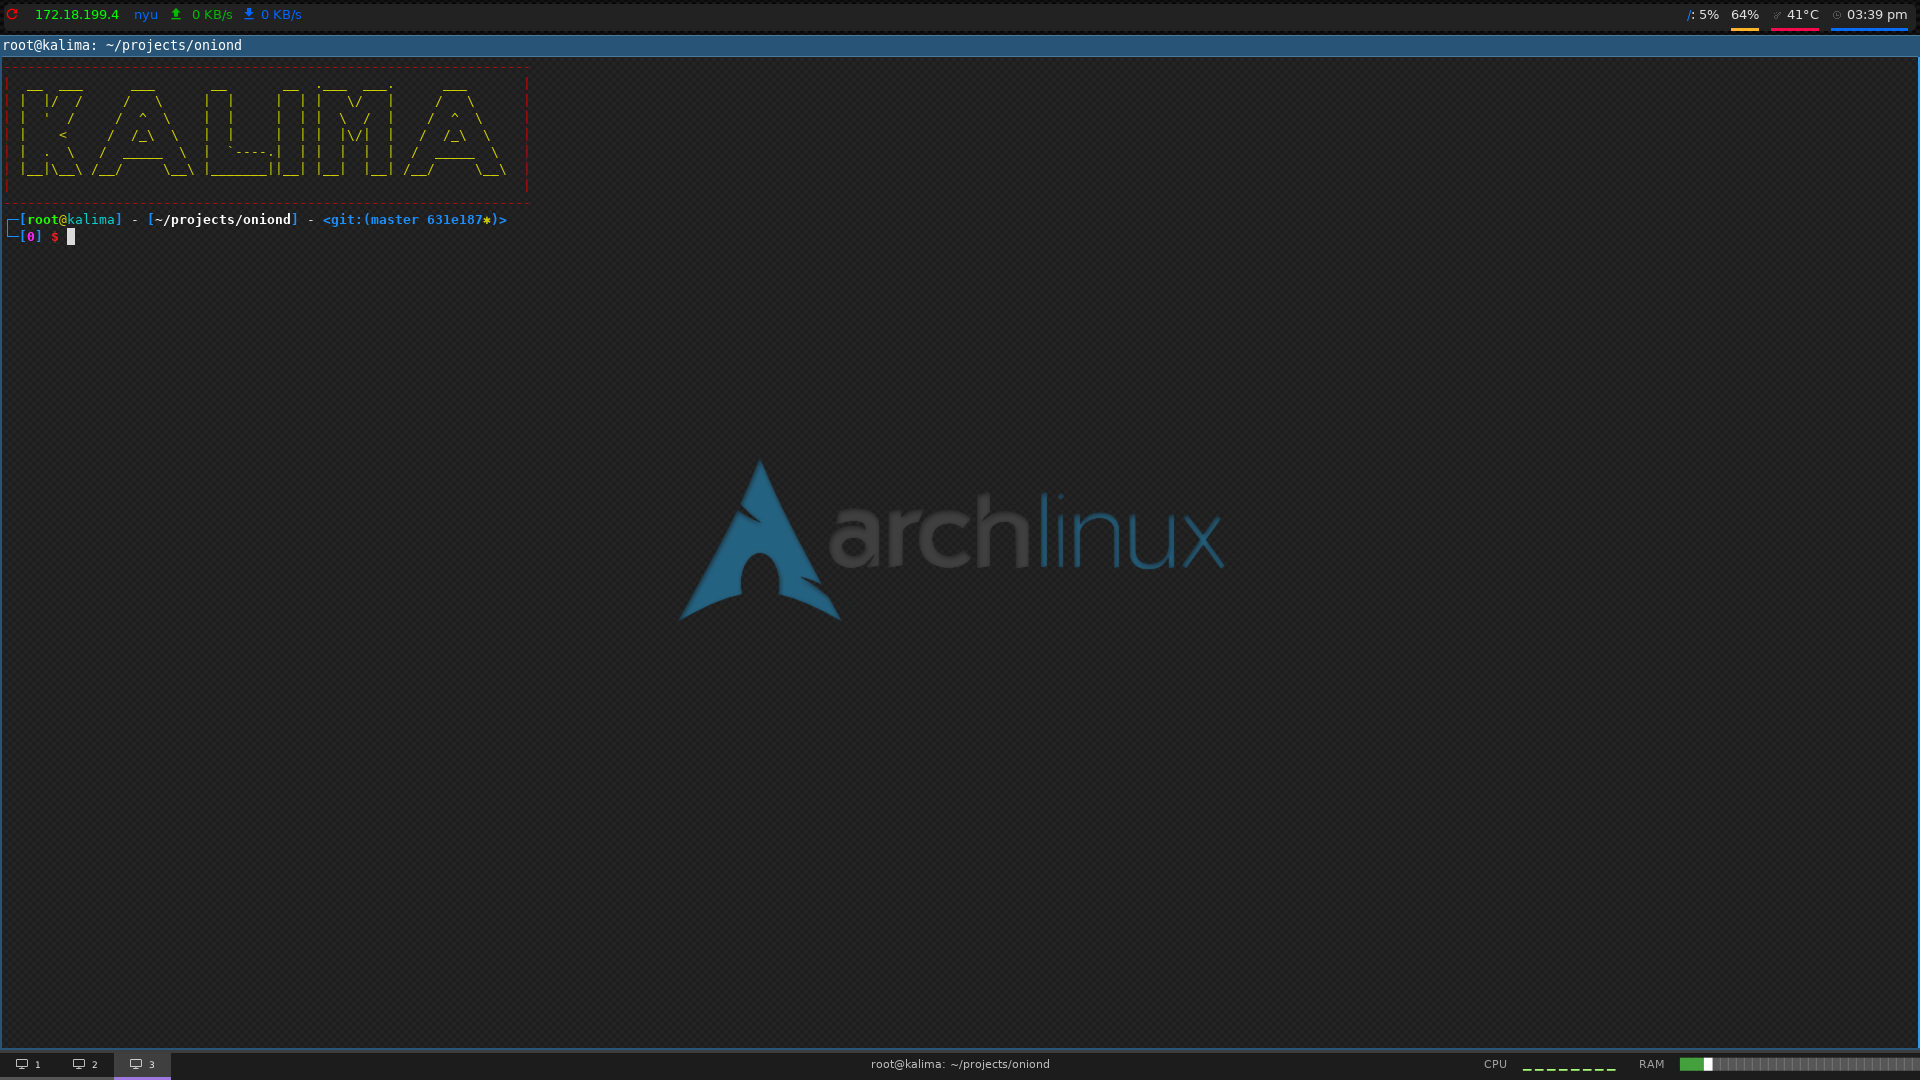 172.18.199.4 nyu 0 KB/s 0 KB/s /: 5% 64% 41°C 03:39 pm
root@kalima: ~/projects/oniond
KALIMA
[root@kalima] - [~/projects/oniond] - <git:(master 631e187✱)>
[0] $
archlinux
1 2 3 root@kalima: ~/projects/oniond CPU RAM